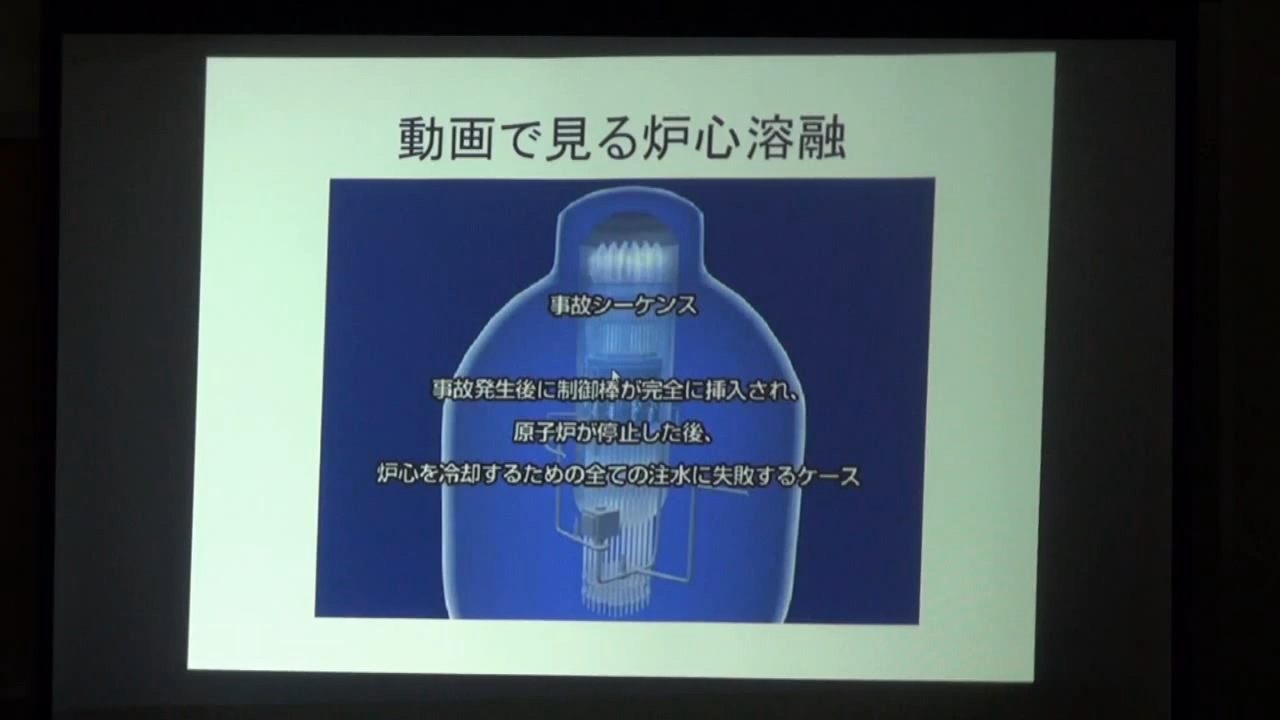 動画で見る炉心溶融
事故シーケンス
事故発生後に制御棒が完全に挿入され、
原子炉が停止した後、
炉心を冷却するための全ての注水に失敗するケース